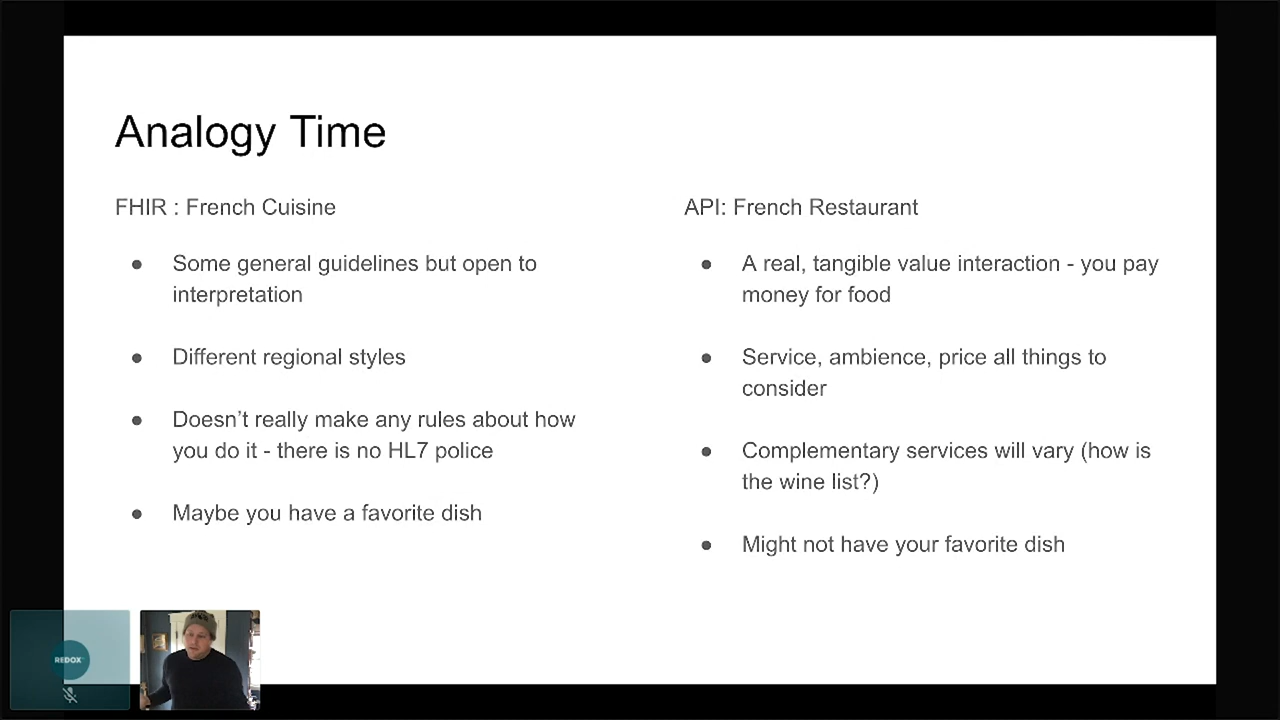 Analogy Time
FHIR : French Cuisine
● Some general guidelines but open to
interpretation
● Different regional styles
● Doesn’t really make any rules about how
you do it - there is no HL7 police
● Maybe you have a favorite dish
API: French Restaurant
● A real, tangible value interaction - you pay
money for food
● Service, ambience, price all things to
consider
● Complementary services will vary (how is
the wine list?)
● Might not have your favorite dish
REDOX